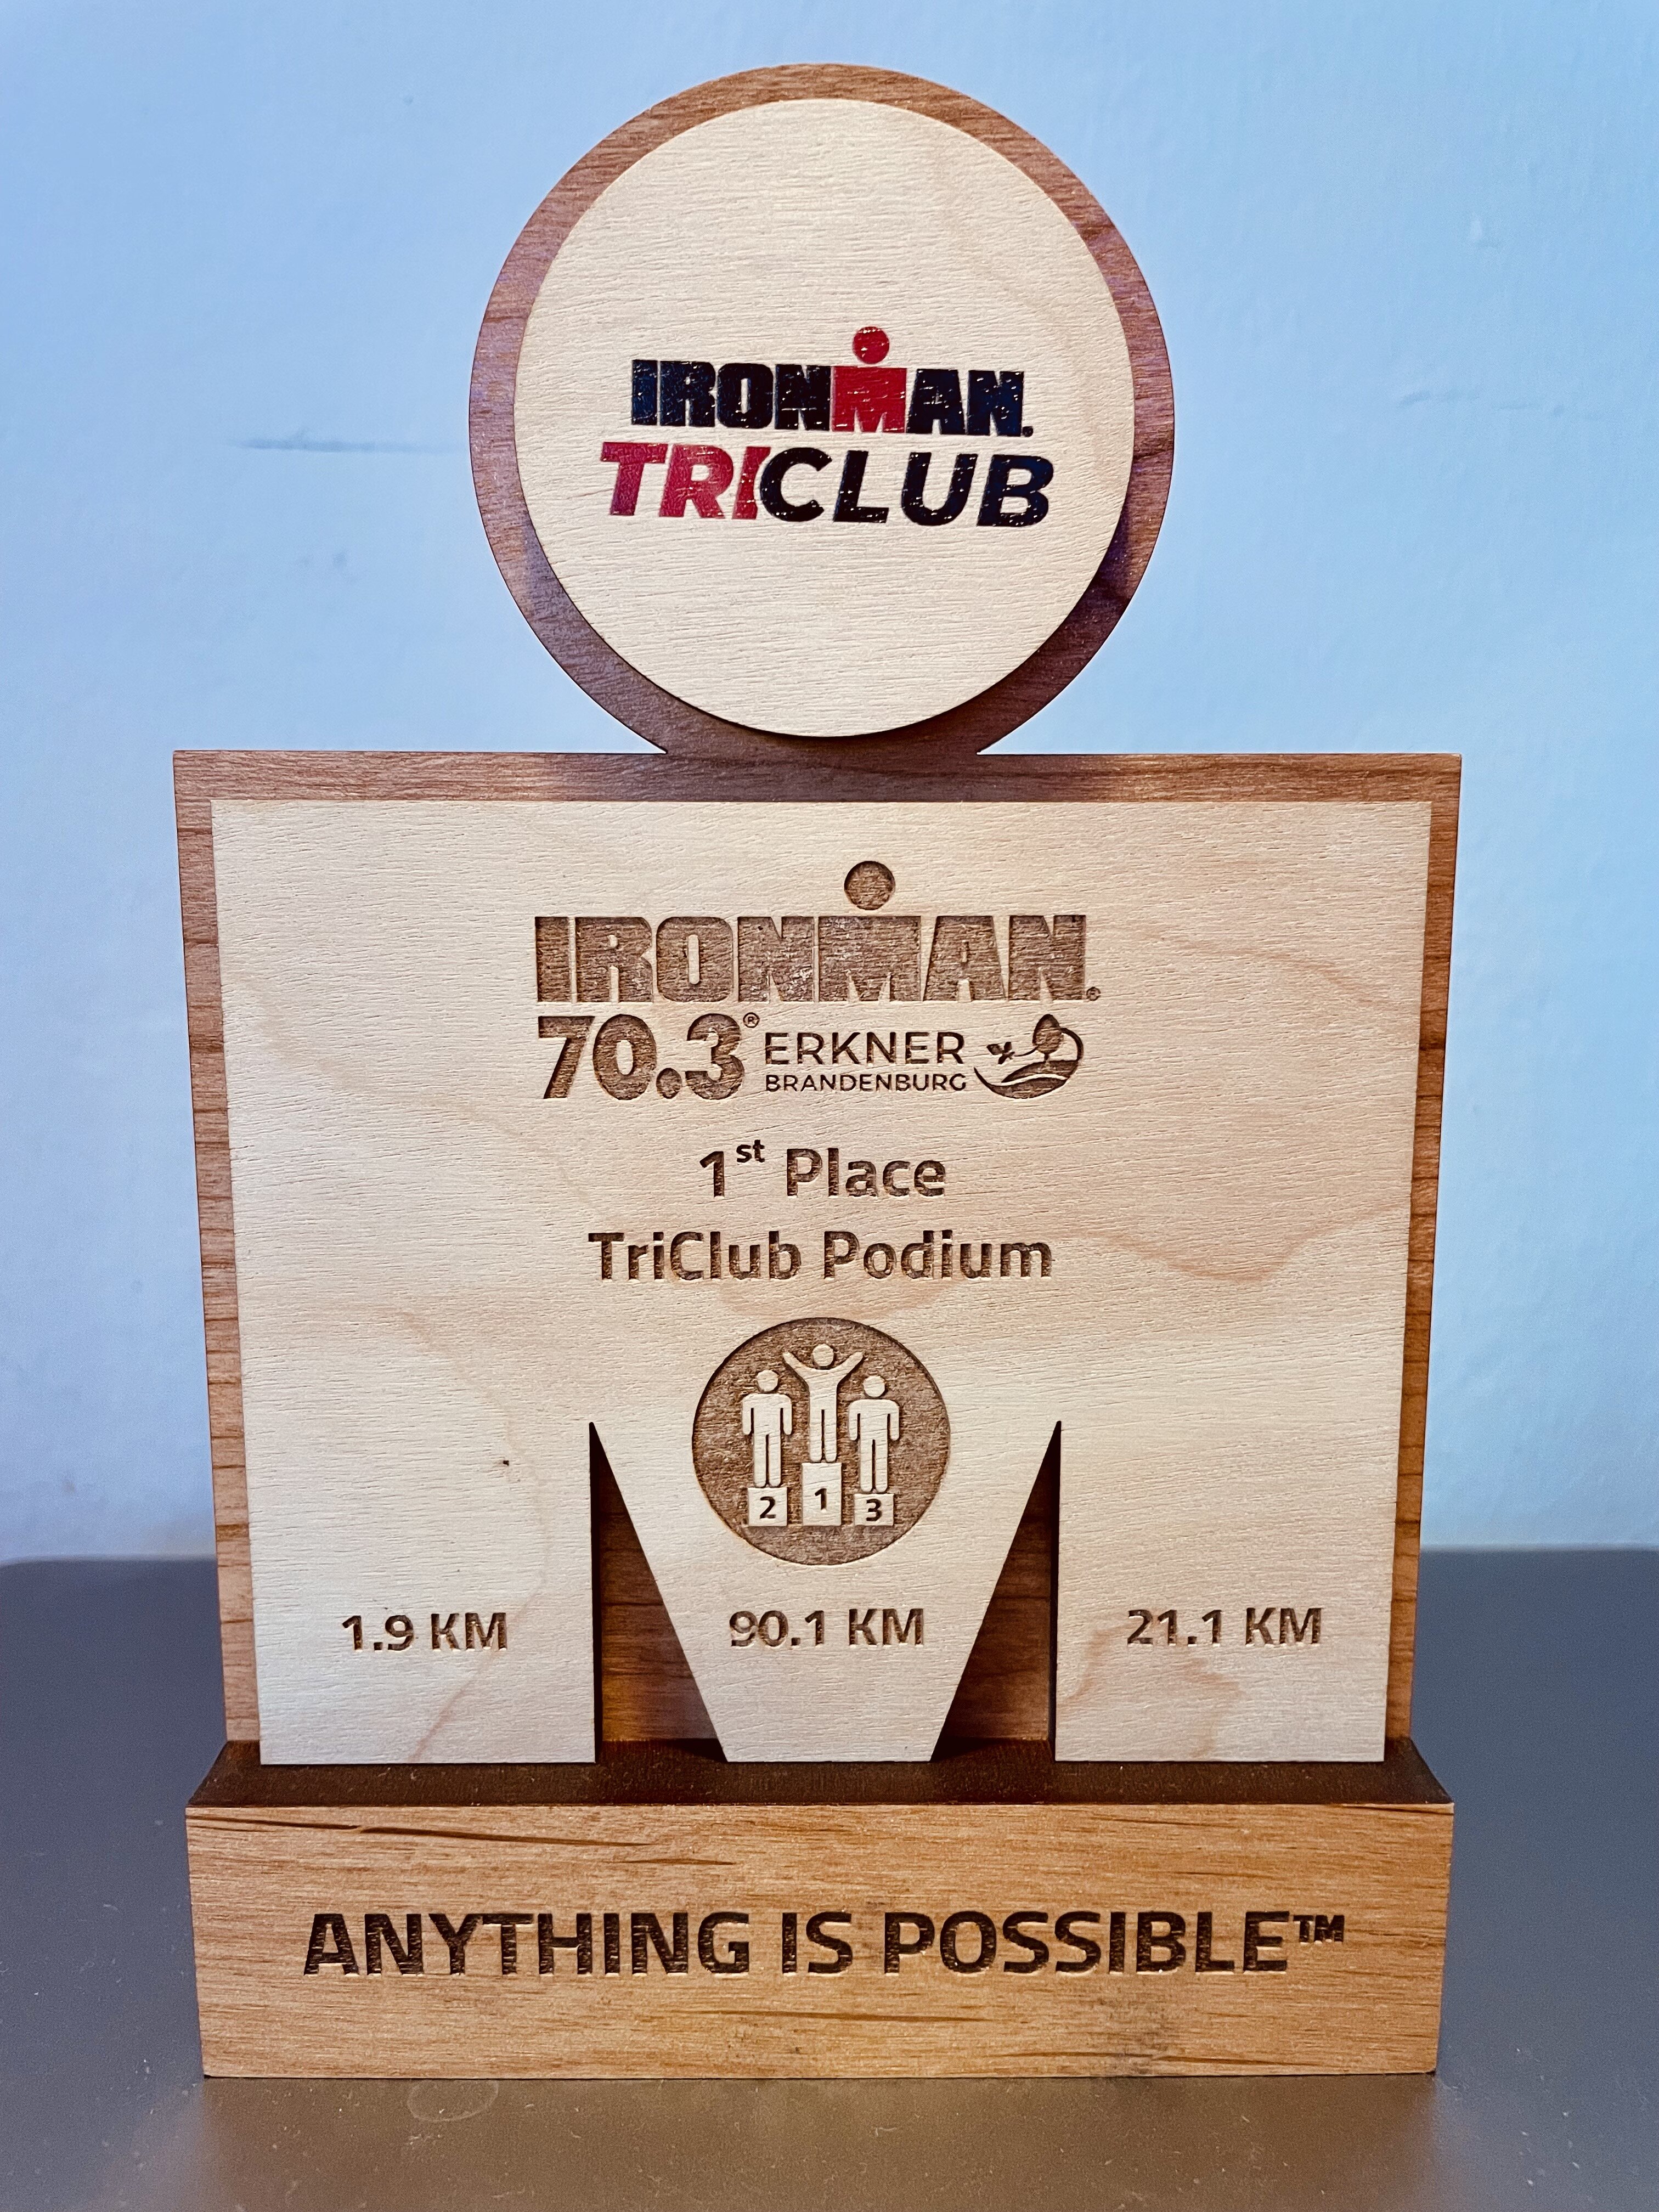 IRONMAN®
TRICLUB
IRONMAN®
70.3® ERKNER
BRANDENBURG
1st Place
TriClub Podium
2 1 3
1.9 KM 90.1 KM 21.1 KM
ANYTHING IS POSSIBLE™